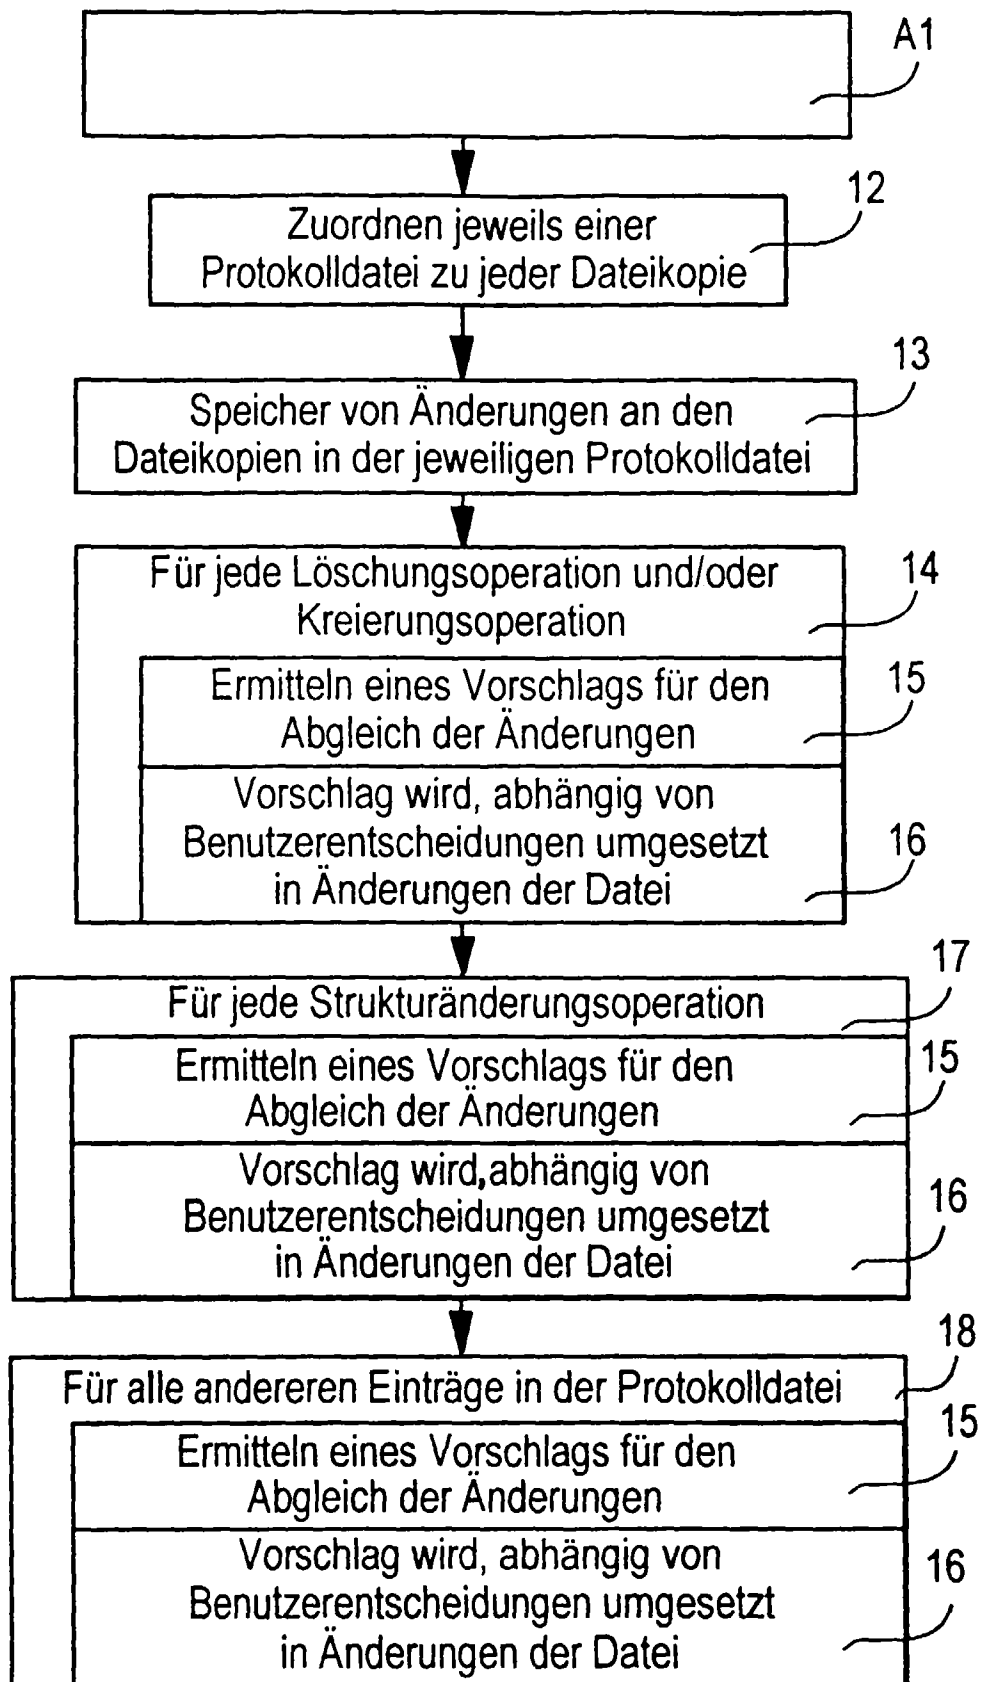 A1
12
Zuordnen jeweils einer
Protokolldatei zu jeder Dateikopie
13
Speicher von Änderungen an den
Dateikopien in der jeweiligen Protokolldatei
14
Für jede Löschungsoperation und/oder
Kreierungsoperation
15
Ermitteln eines Vorschlags für den
Abgleich der Änderungen
Vorschlag wird, abhängig von
Benutzerentscheidungen umgesetzt
16
in Änderungen der Datei
17
Für jede Strukturänderungsoperation
15
Ermitteln eines Vorschlags für den
Abgleich der Änderungen
Vorschlag wird,abhängig von
16
Benutzerentscheidungen umgesetzt
in Änderungen der Datei
18
Für alle andereren Einträge in der Protokolldatei
15
Ermitteln eines Vorschlags für den
Abgleich der Änderungen
Vorschlag wird, abhängig von
16
Benutzerentscheidungen umgesetzt
in Änderungen der Datei